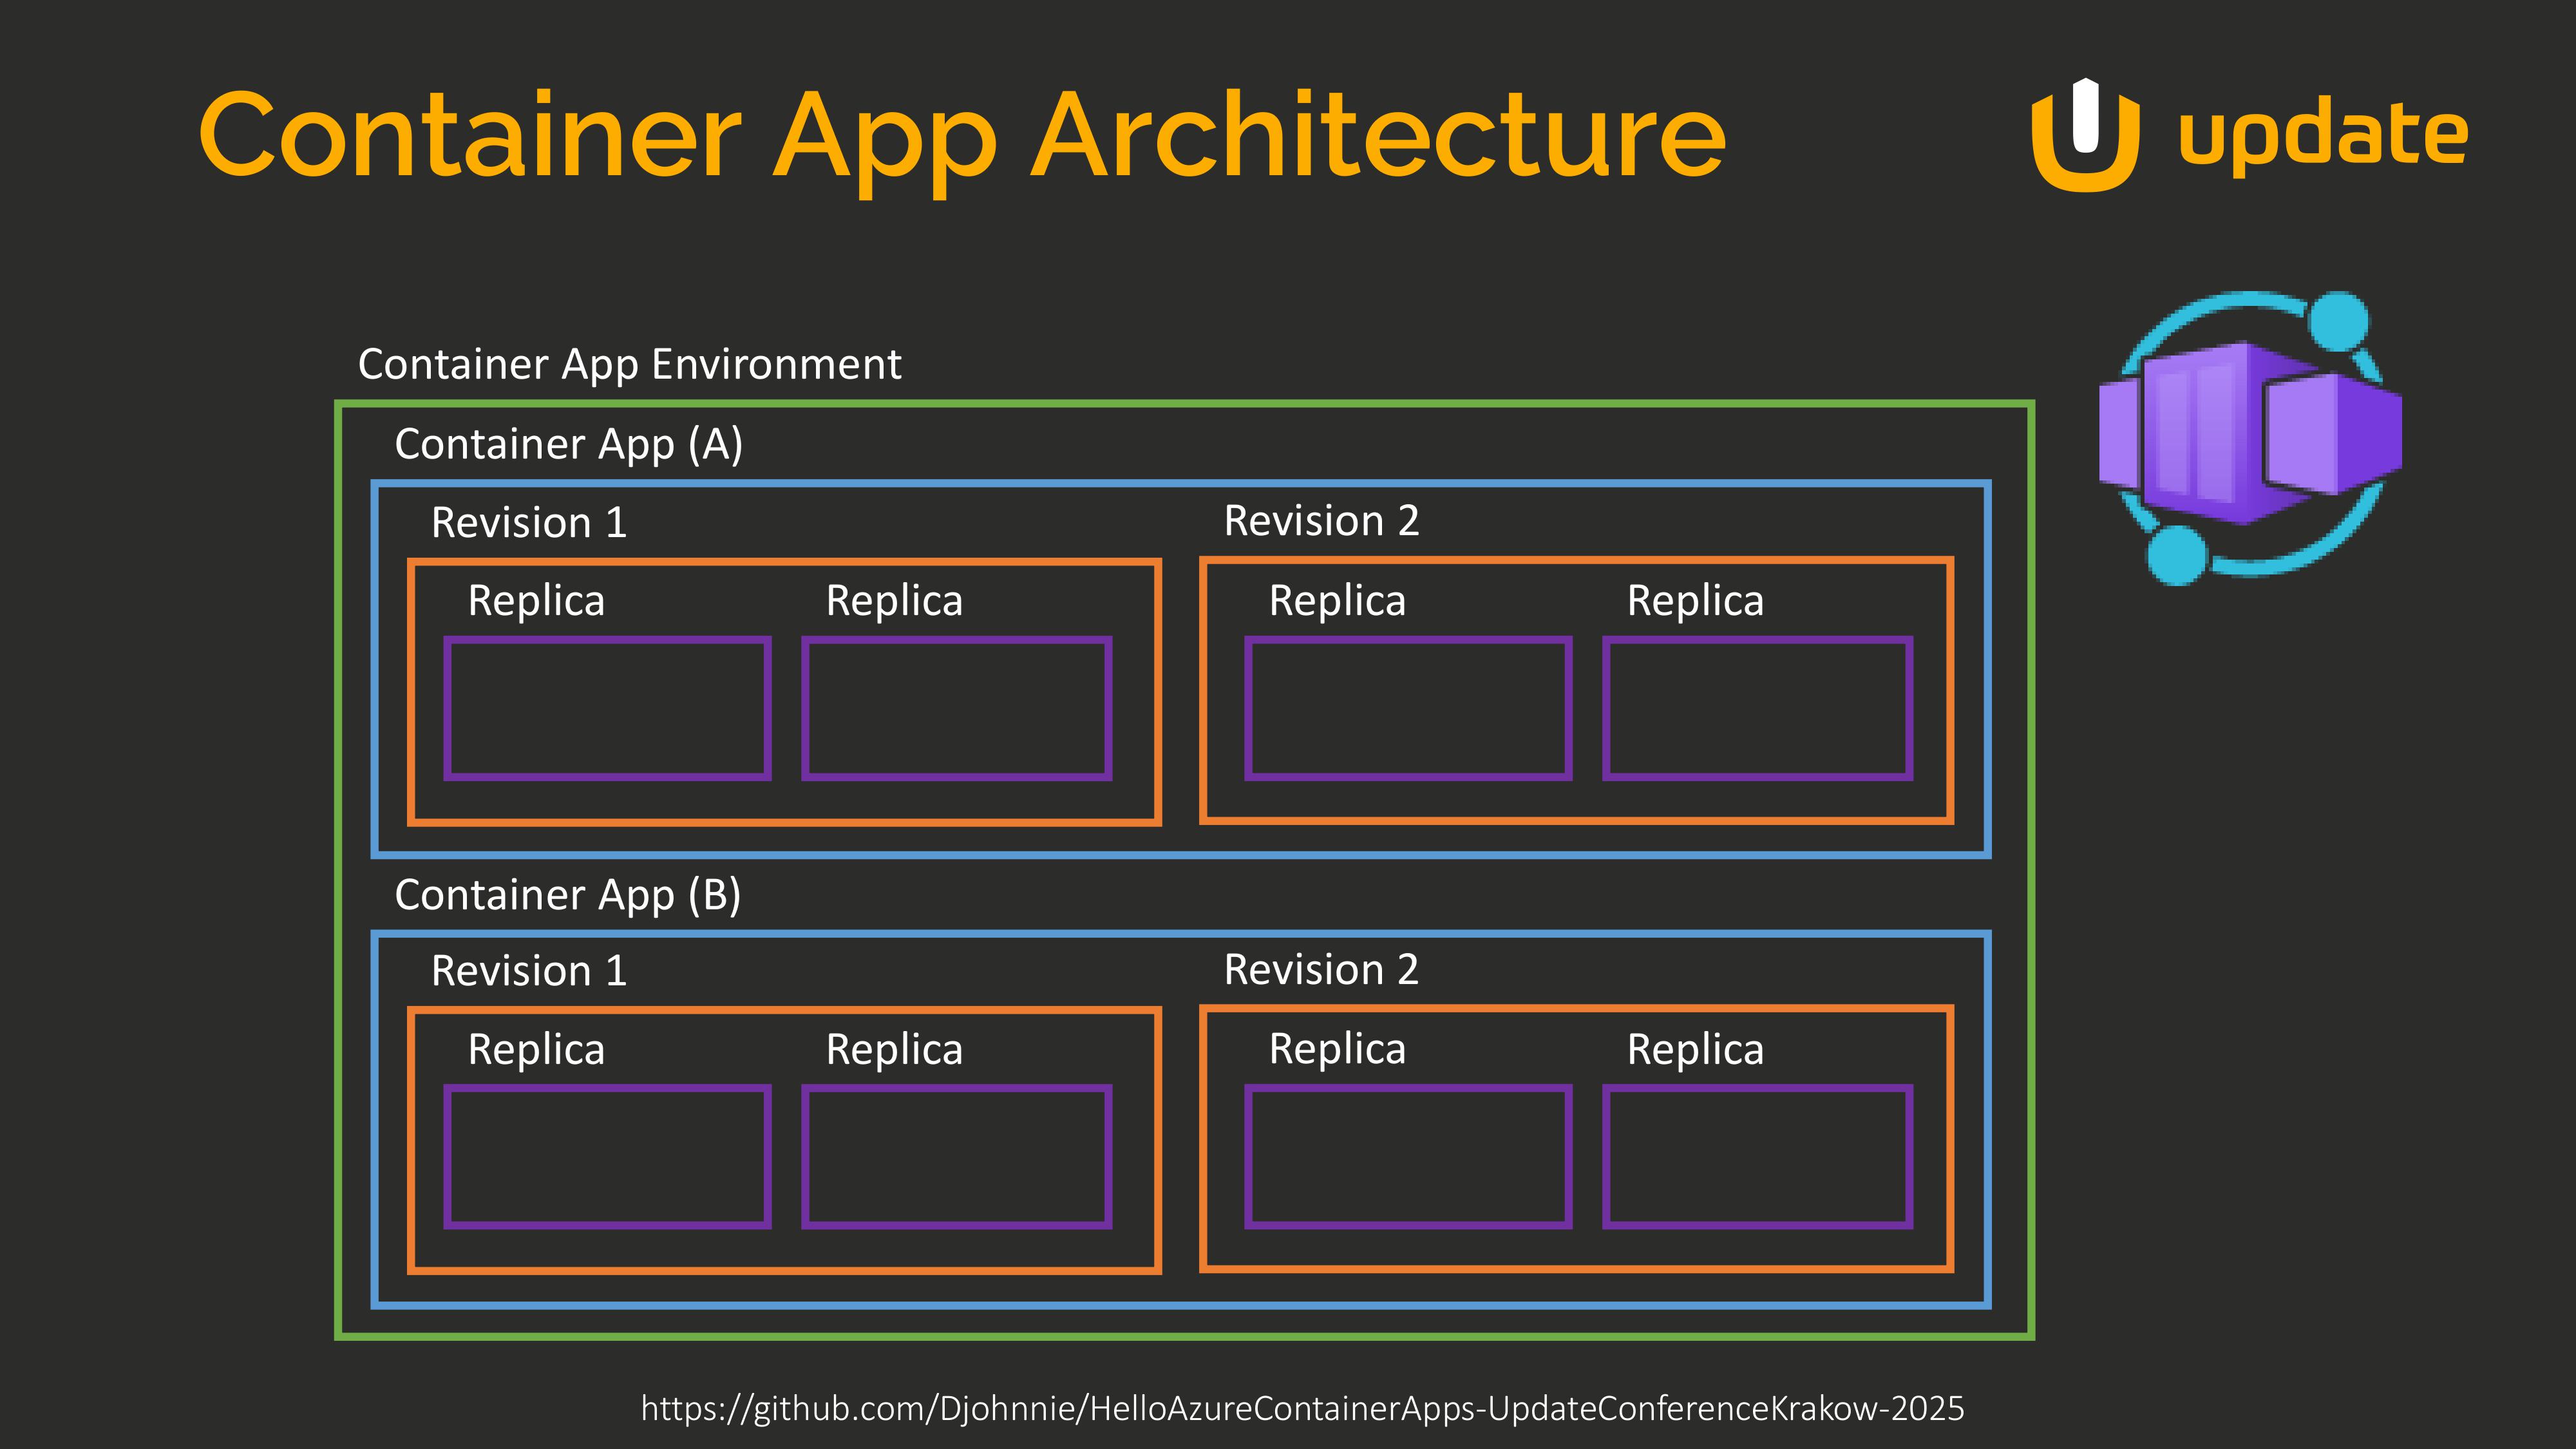 Container App Architecture
update
Container App Environment
Container App (A)
Revision 1
Revision 2
Replica
Replica
Replica
Replica
Container App (B)
Revision 1
Revision 2
Replica
Replica
Replica
Replica
https://github.com/Djohnnie/HelloAzureContainerApps-UpdateConferenceKrakow-2025